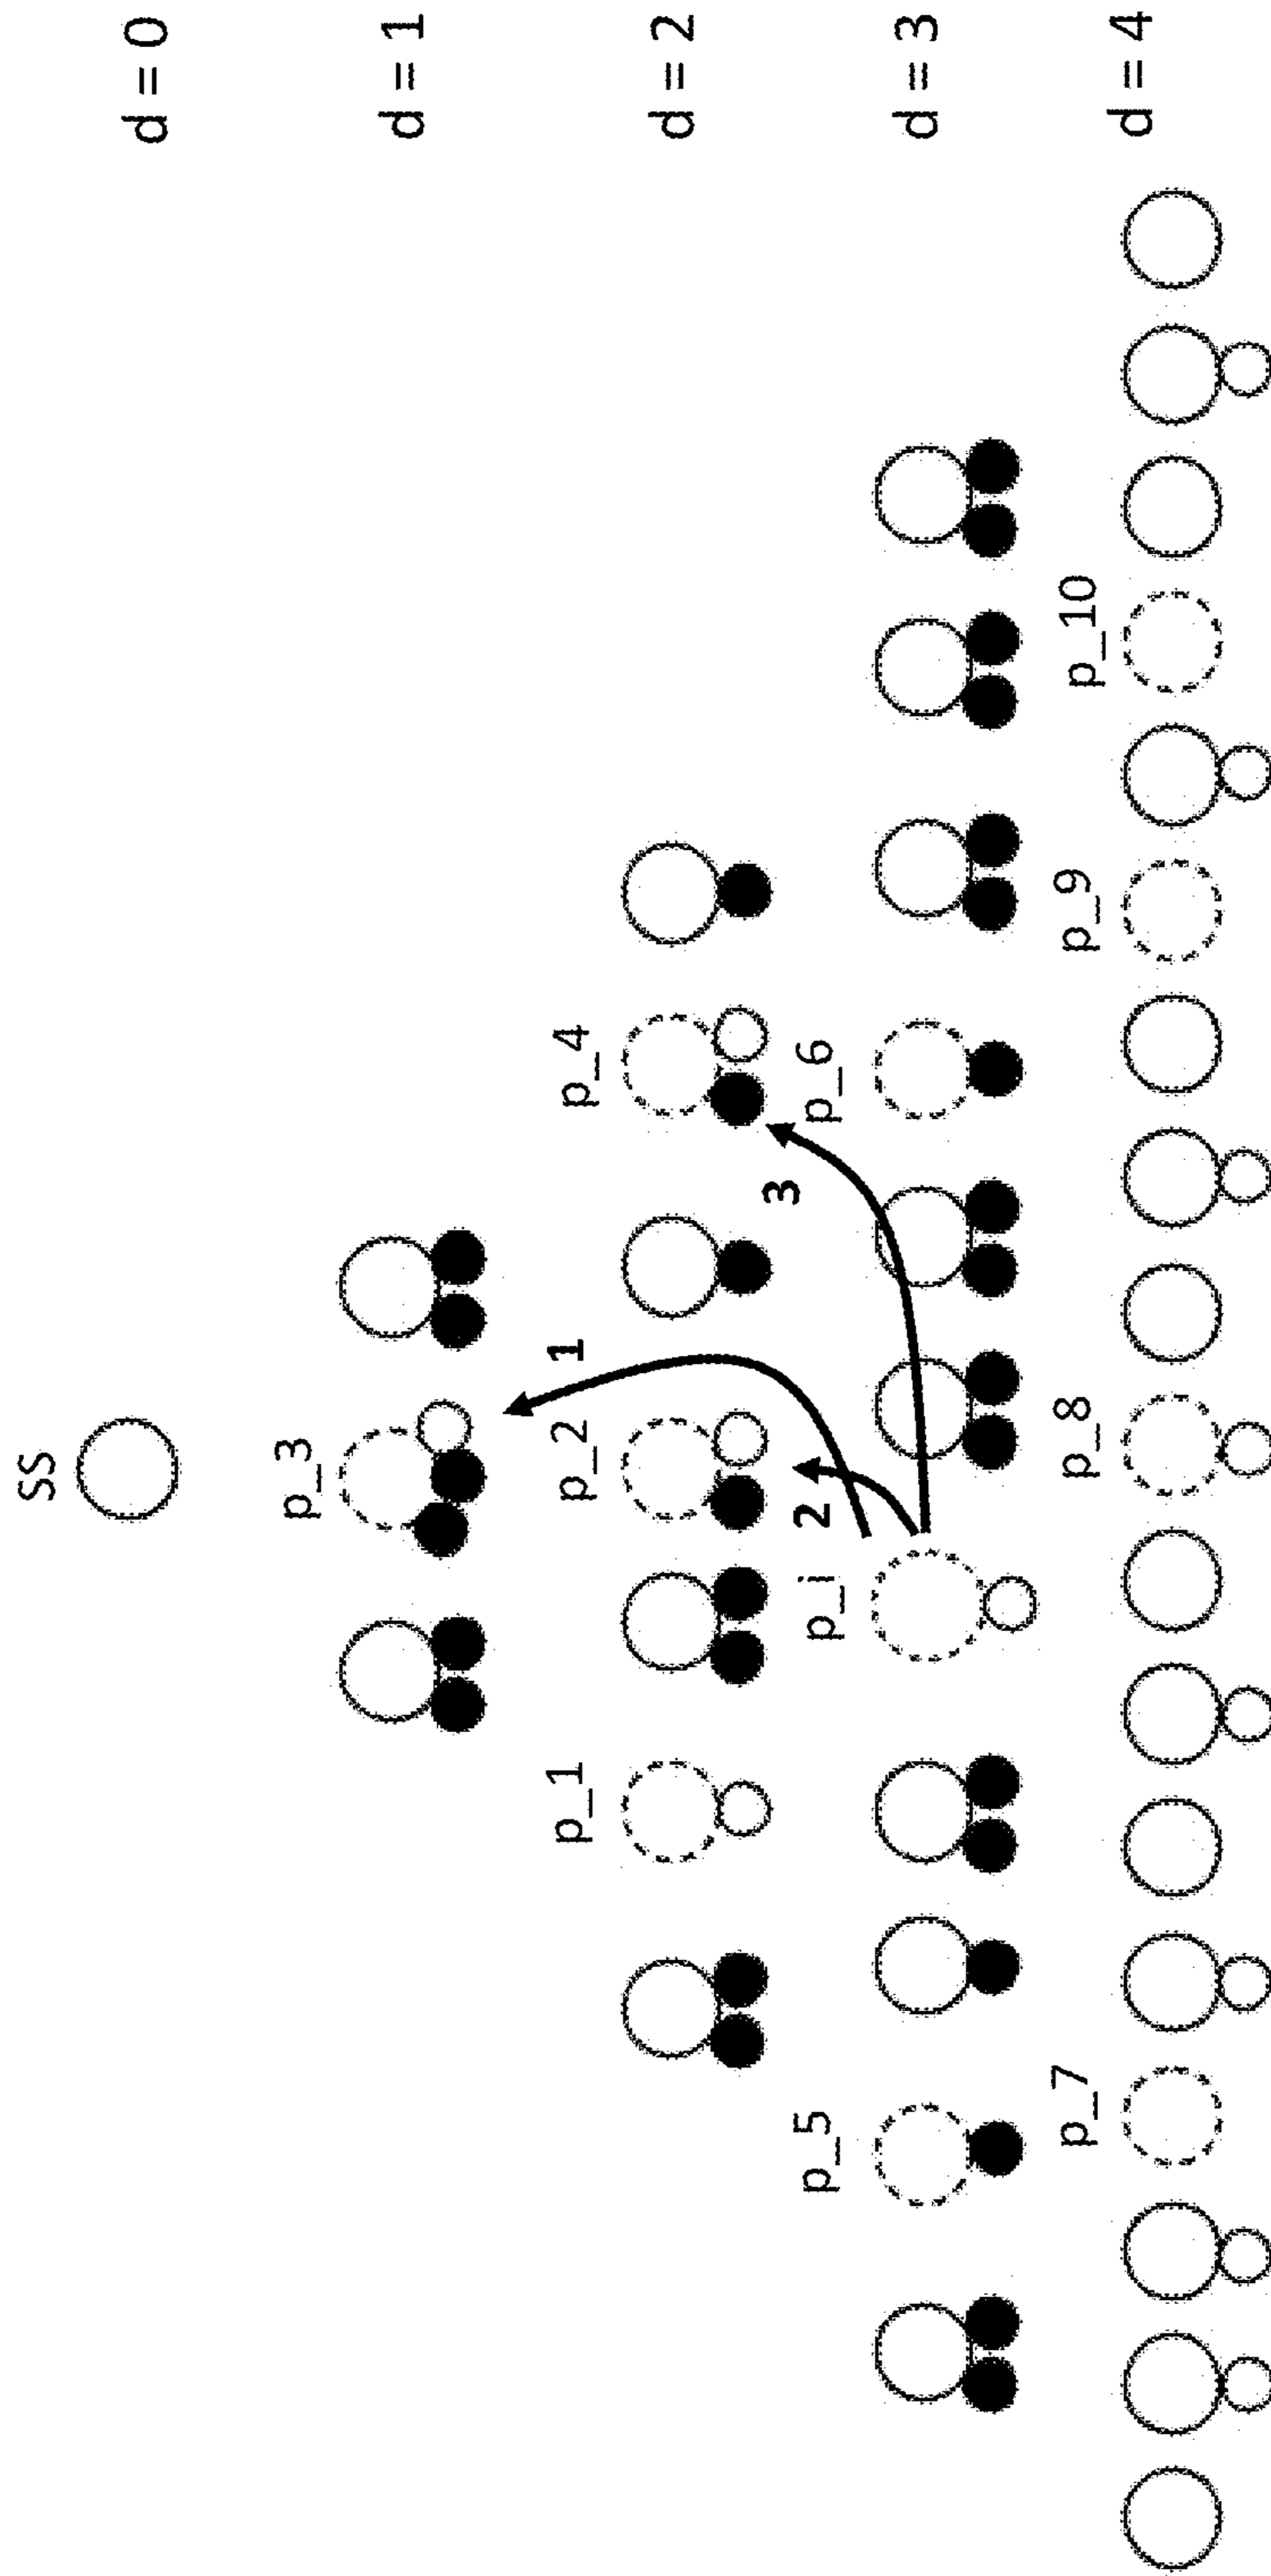 SS
d = 0
p_3
d = 1
p_1
p_2
1
p_4
d = 2
p_5
p_i
2
3
p_6
d = 3
p_7
p_8
p_9
p_10
d = 4